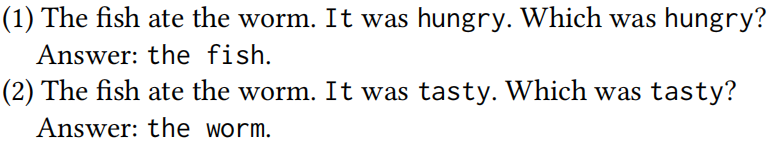 (1) The fish ate the worm. It was hungry. Which was hungry?
Answer: the fish.
(2) The fish ate the worm. It was tasty. Which was tasty?
Answer: the worm.